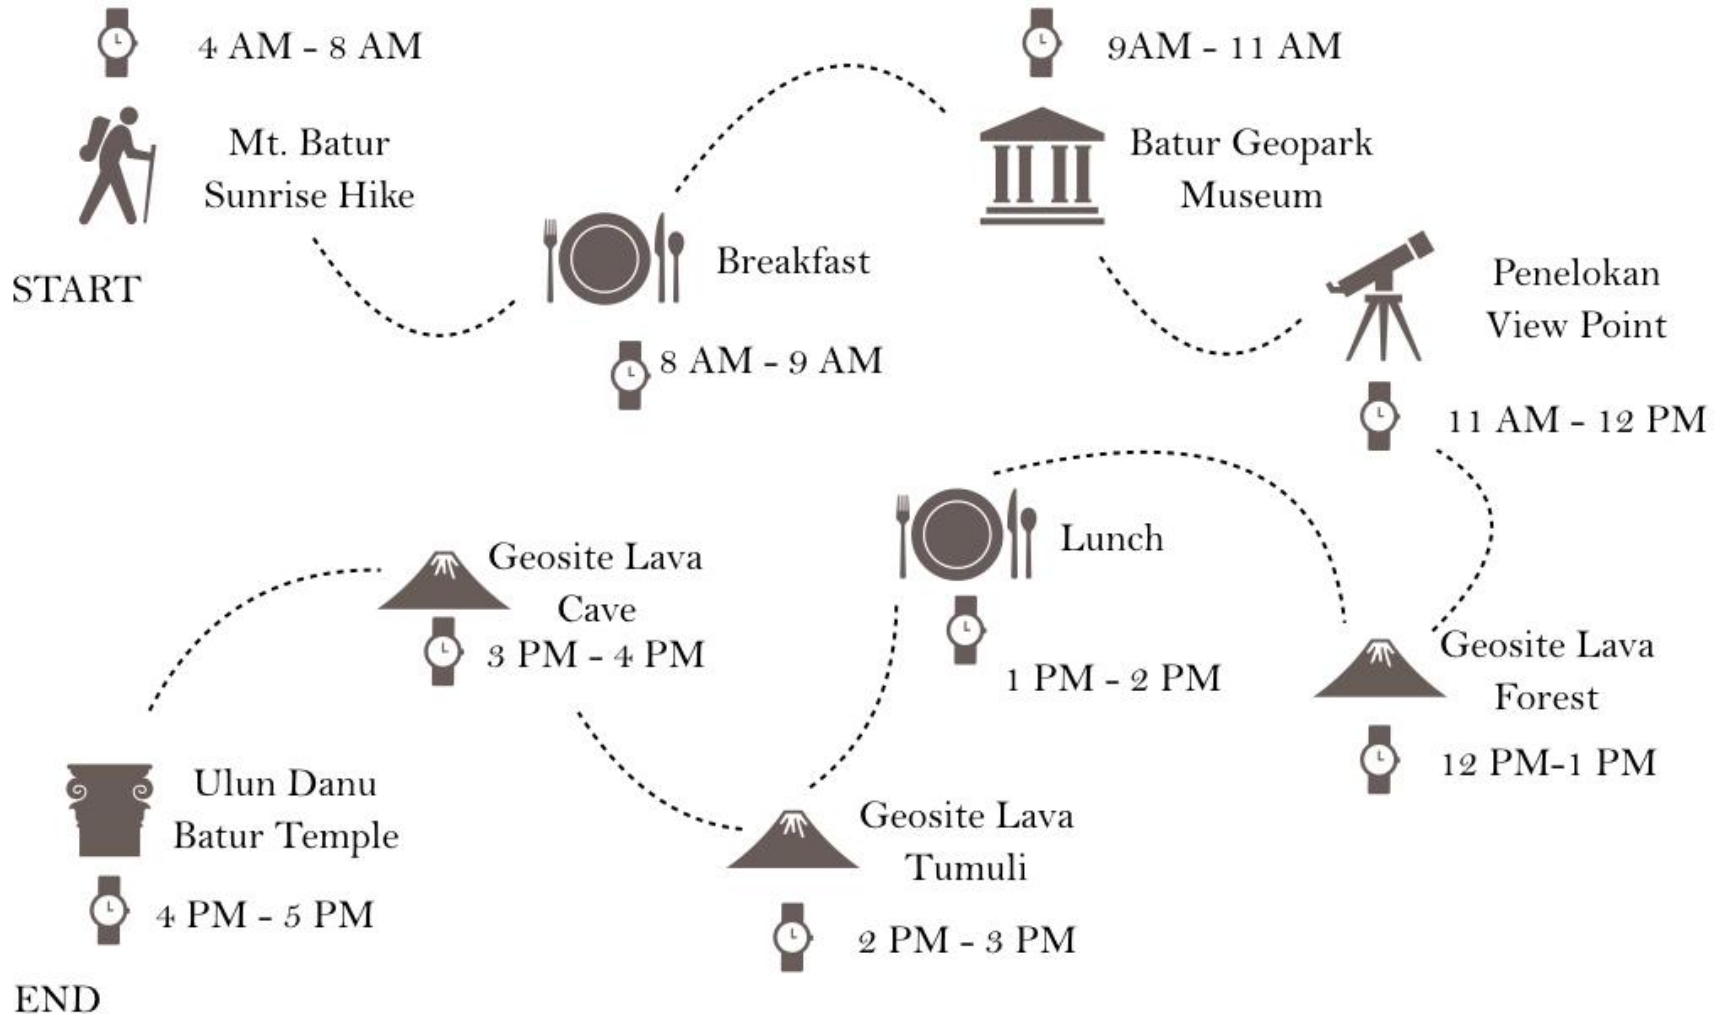 4 AM - 8 AM
Mt. Batur
Sunrise Hike
START
Breakfast
8 AM - 9 AM
9AM - 11 AM
Batur Geopark
Museum
Penelokan
View Point
11 AM - 12 PM
Geosite Lava
Forest
12 PM-1 PM
Lunch
1 PM - 2 PM
Geosite Lava
Tumuli
2 PM - 3 PM
Geosite Lava
Cave
3 PM - 4 PM
Ulun Danu
Batur Temple
4 PM - 5 PM
END